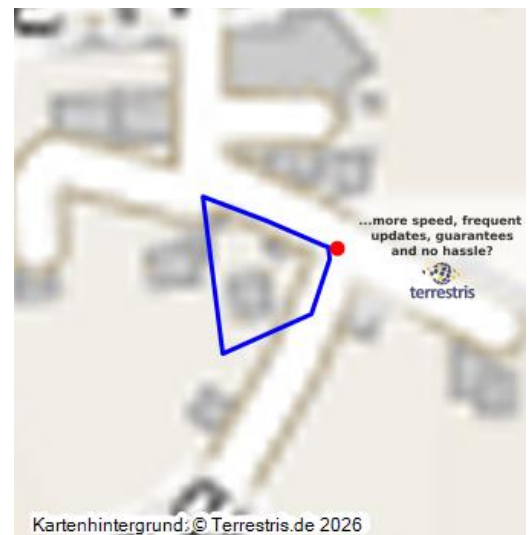 ...more speed, frequent
updates, guarantees
and no hassle?
terrestris
Kartenhintergrund: © Terrestris.de 2026